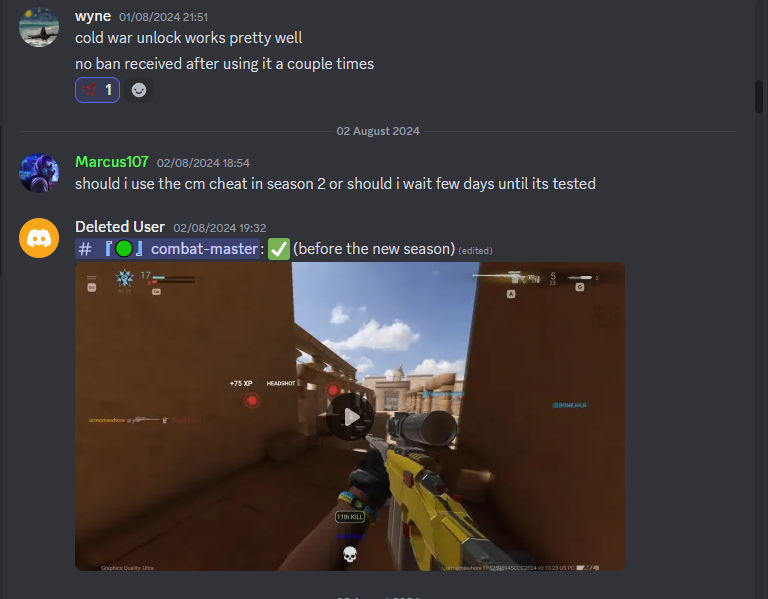 wyne 01/08/2024 21:51
cold war unlock works pretty well
no ban received after using it a couple times
1
02 August 2024
Marcus107 02/08/2024 18:54
should i use the cm cheat in season 2 or should i wait few days until its tested
Deleted User 02/08/2024 19:32
# combat-master: ✅ (before the new season) (edited)
17
5
A
G
+75 XP HEADSHOT
11th KILL
Graphics Quality: Ultra